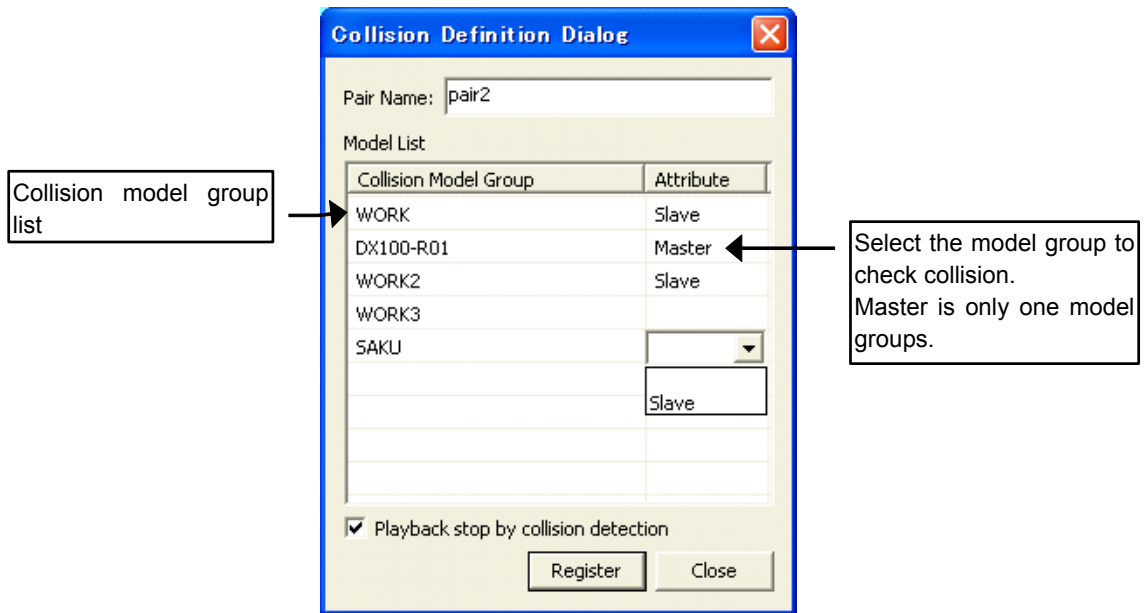 Collision Definition Dialog
Pair Name: pair2
Model List
Collision Model Group Attribute
WORK Slave
DX100-R01 Master
WORK2 Slave
WORK3
SAKU
Slave
Playback stop by collision detection
Register Close
Collision model group
list
Select the model group to
check collision.
Master is only one model
groups.